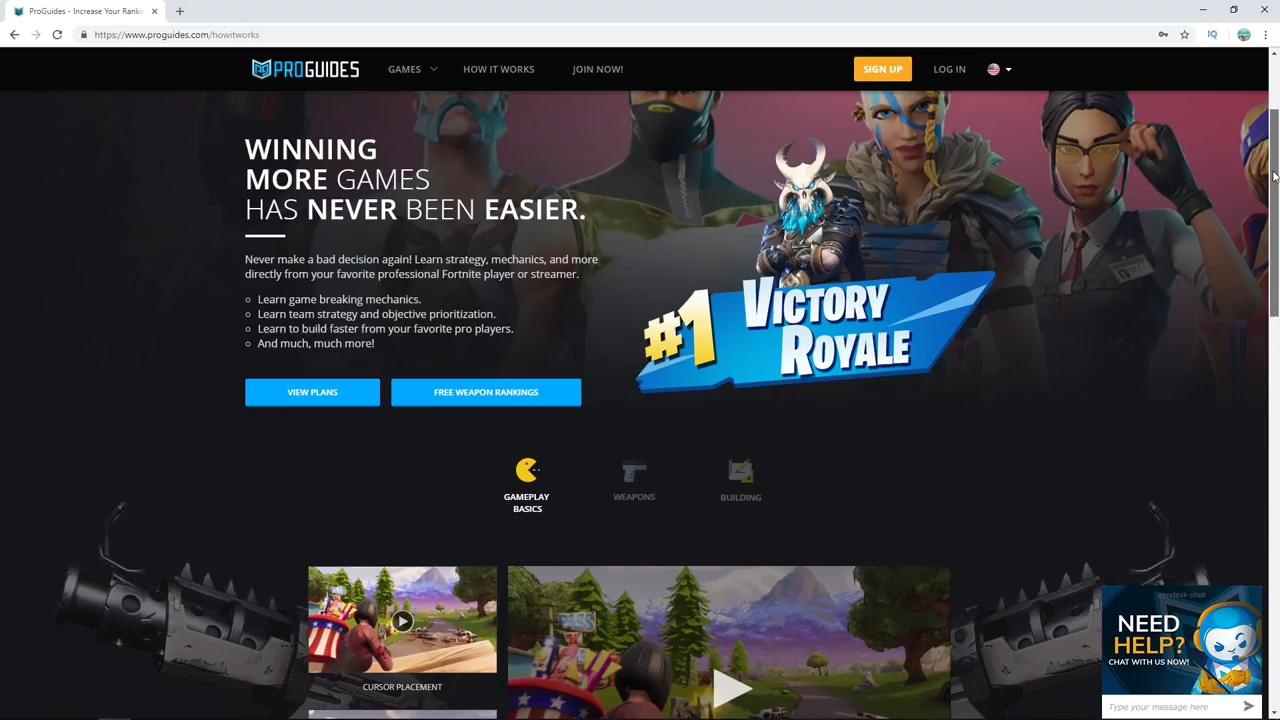 ProGuides - Increase Your Rankin
https://www.proguides.com/howitworks
IQ
PROGUIDES
GAMES
HOW IT WORKS
JOIN NOW!
SIGN UP
LOG IN
WINNING
MORE GAMES
HAS NEVER BEEN EASIER.
Never make a bad decision again! Learn strategy, mechanics, and more
directly from your favorite professional Fortnite player or streamer.
Learn game breaking mechanics.
Learn team strategy and objective prioritization.
Learn to build faster from your favorite pro players.
And much, much more!
VIEW PLANS
FREE WEAPON RANKINGS
#1 VICTORY
ROYALE
GAMEPLAY
BASICS
WEAPONS
BUILDING
CURSOR PLACEMENT
zendesk chat
NEED
HELP?
CHAT WITH US NOW!
Type your message here